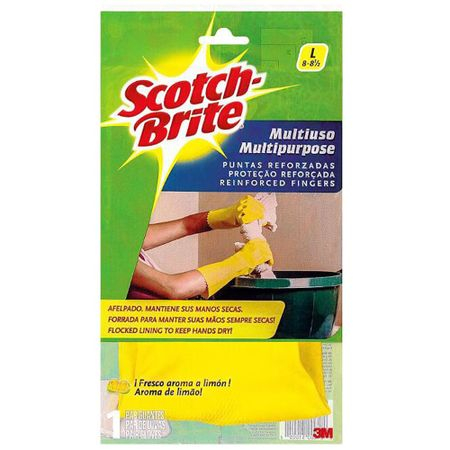 L
8-8½
Scotch-
Brite
Multiuso
Multipurpose
PUNTAS REFORZADAS
PROTEÇÃO REFORÇADA
REINFORCED FINGERS
AFELPADO. MANTIENE SUS MANOS SECAS.
FORRADA PARA MANTER SUAS MÃOS SEMPRE SECAS!
FLOCKED LINING TO KEEP HANDS DRY!
¡Fresco aroma a limón!
Aroma de limão!
1
PAR GUANTES
PAR DE LUVAS
PAIR GLOVES
3M